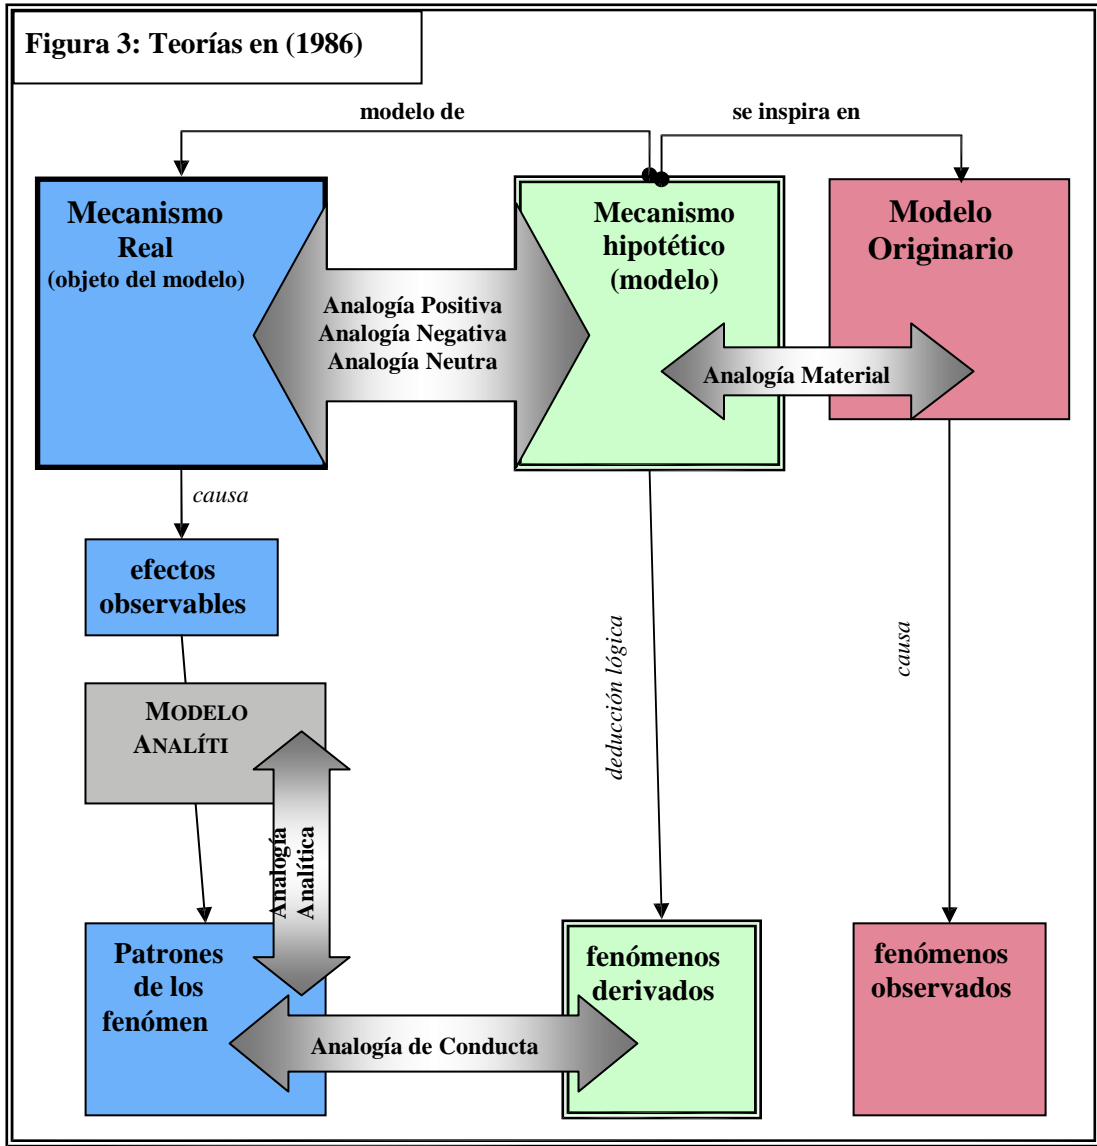 Figura 3: Teorías en (1986)
modelo de
se inspira en
Mecanismo
Real
(objeto del modelo)
Mecanismo
hipotético
(modelo)
Modelo
Originario
Analogía Positiva
Analogía Negativa
Analogía Neutra
Analogía Material
causa
efectos
observables
deducción lógica
causa
MODELO
ANALÍTI
Analogía
Analítica
Patrones
de los
fenómen
fenómenos
derivados
fenómenos
observados
Analogía de Conducta